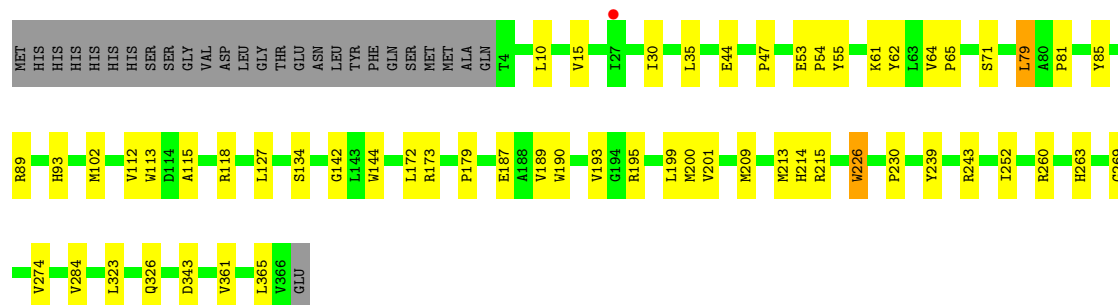 MET HIS HIS HIS HIS HIS HIS SER SER GLY VAL ASP LEU GLY THR GLU ASN LEU TYR PHE GLN SER MET MET ALA GLN T4 L10 V15 I27 I30 L35 E44 P47 E53 P54 Y55 K61 Y62 L63 V64 P65 S71 L79 A80 P81 Y85
R89 H93 M102 V112 W113 D114 A115 R118 L127 S134 G142 L143 W144 L172 R173 P179 E187 A188 V189 W190 V193 G194 R195 L199 M200 V201 M209 M213 H214 R215 W226 P230 Y239 R243 I252 R260 H263
V274 V284 L323 Q326 D343 V361 L365 V366 GLU